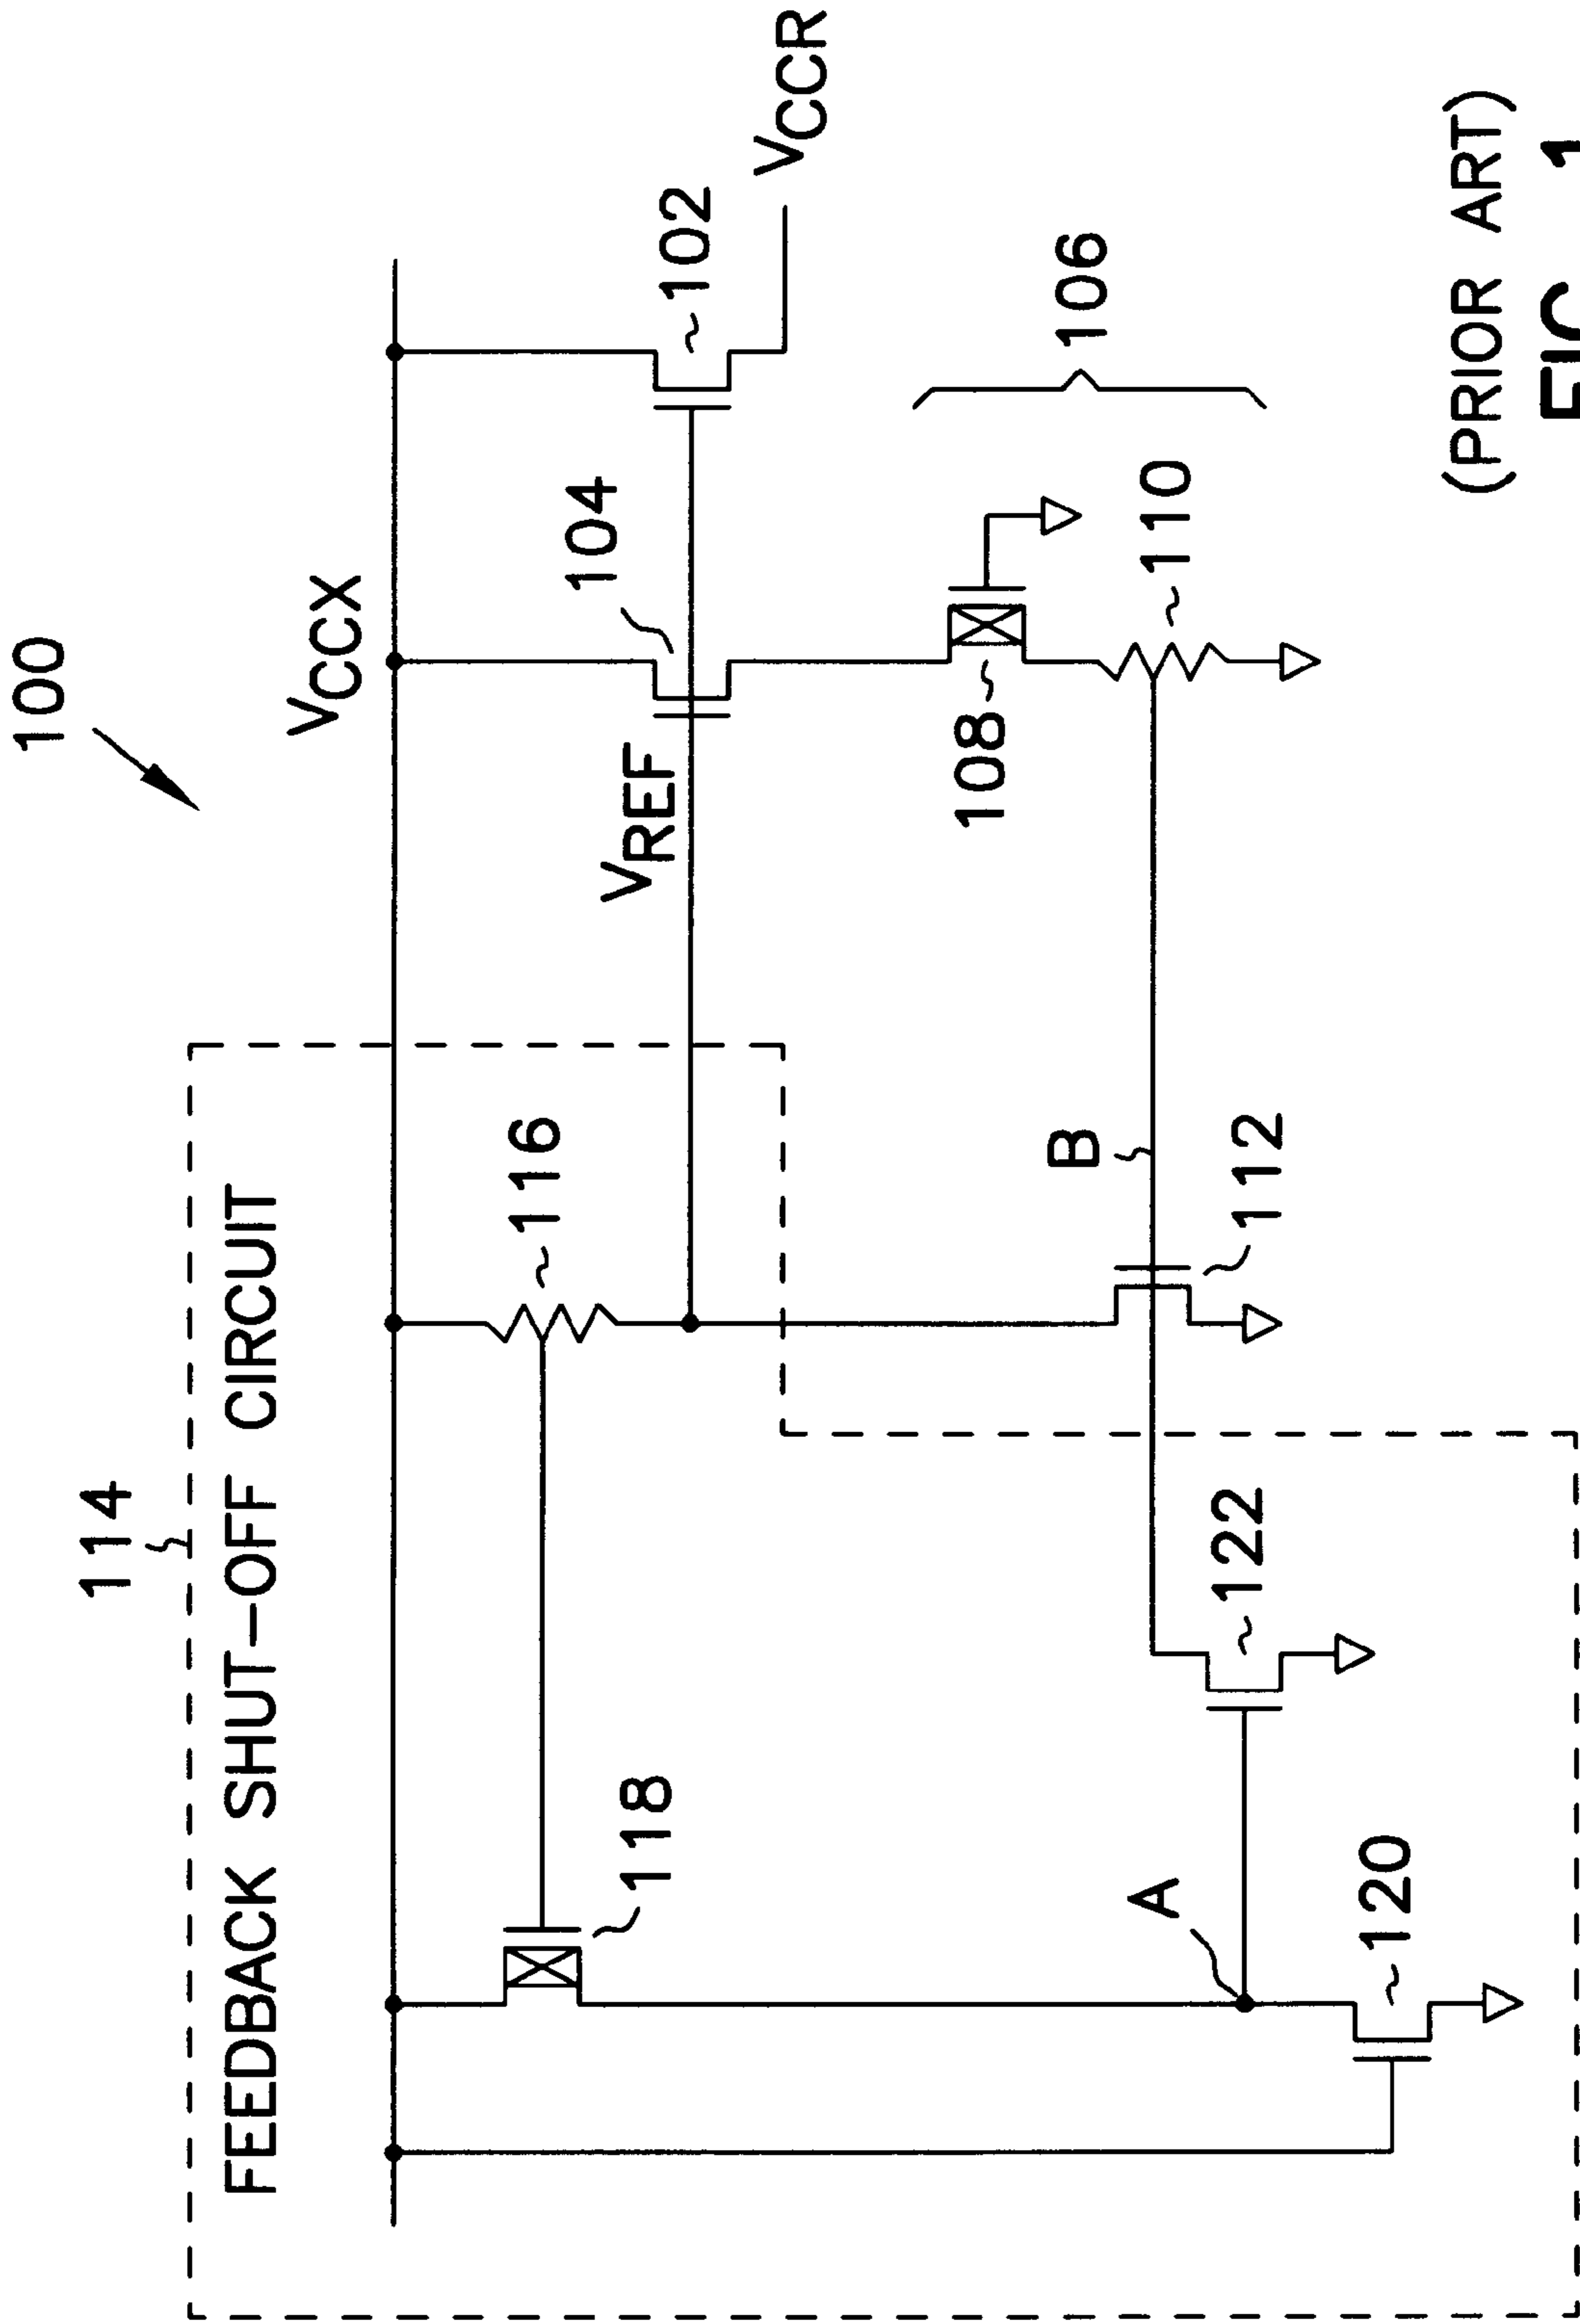 100
114
FEEDBACK SHUT-OFF CIRCUIT
VCCX
116
104
102
VREF
VCCR
118
108
106
B
110
A
122
112
120
(PRIOR ART)